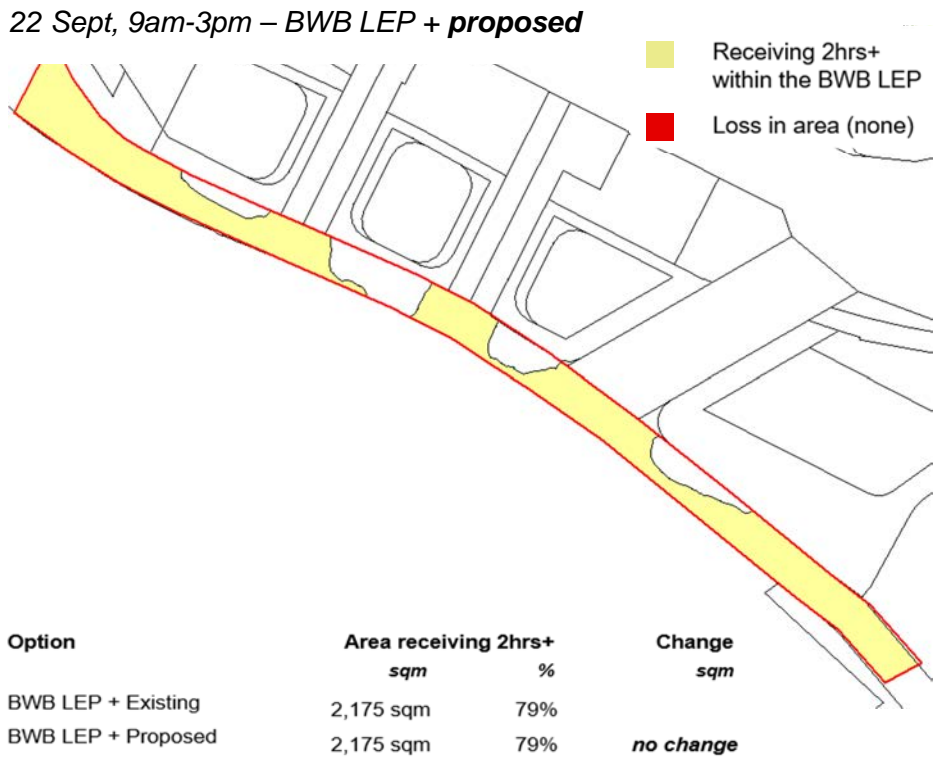 22 Sept, 9am-3pm – BWB LEP + proposed
Receiving 2hrs+
within the BWB LEP
Loss in area (none)
Option Area receiving 2hrs+ Change
sqm % sqm
BWB LEP + Existing 2,175 sqm 79%
BWB LEP + Proposed 2,175 sqm 79% no change